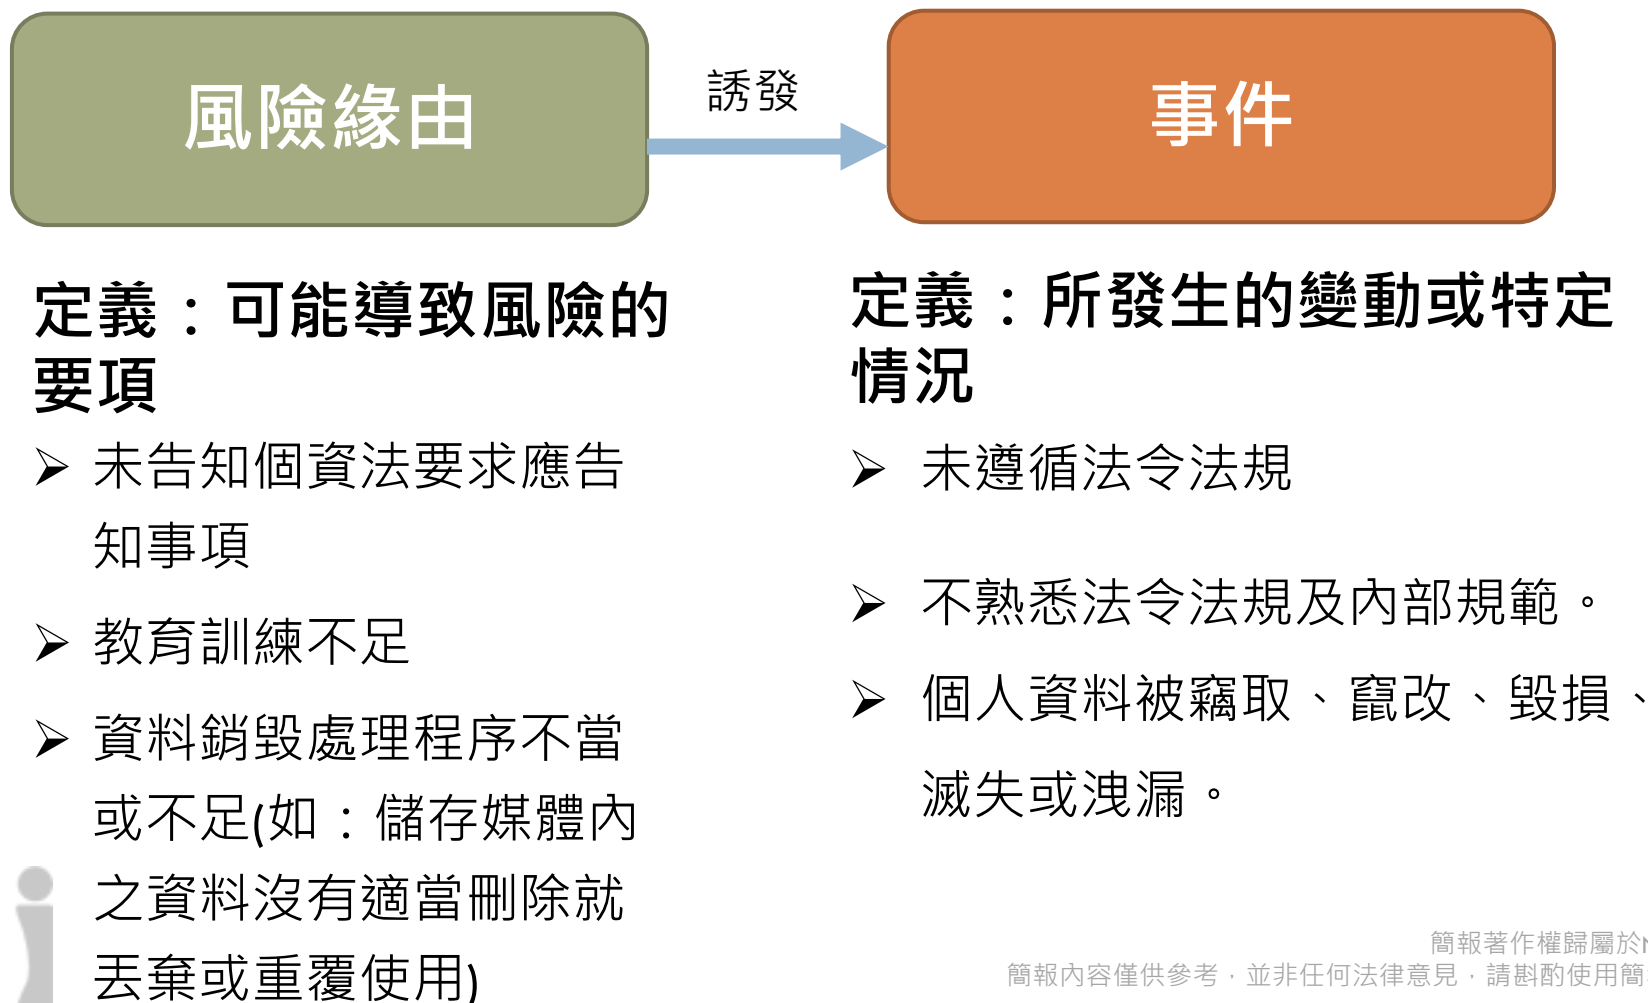 風險緣由
誘發
事件
定義：可能導致風險的
要項
➢ 未告知個資法要求應告
知事項
➢ 教育訓練不足
➢ 資料銷毀處理程序不當
或不足(如：儲存媒體內
之資料沒有適當刪除就
丟棄或重覆使用)
定義：所發生的變動或特定
情況
➢ 未遵循法令法規
➢ 不熟悉法令法規及內部規範。
➢ 個人資料被竊取、竄改、毀損、
滅失或洩漏。
簡報著作權歸屬於
簡報內容僅供參考，並非任何法律意見，請斟酌使用簡